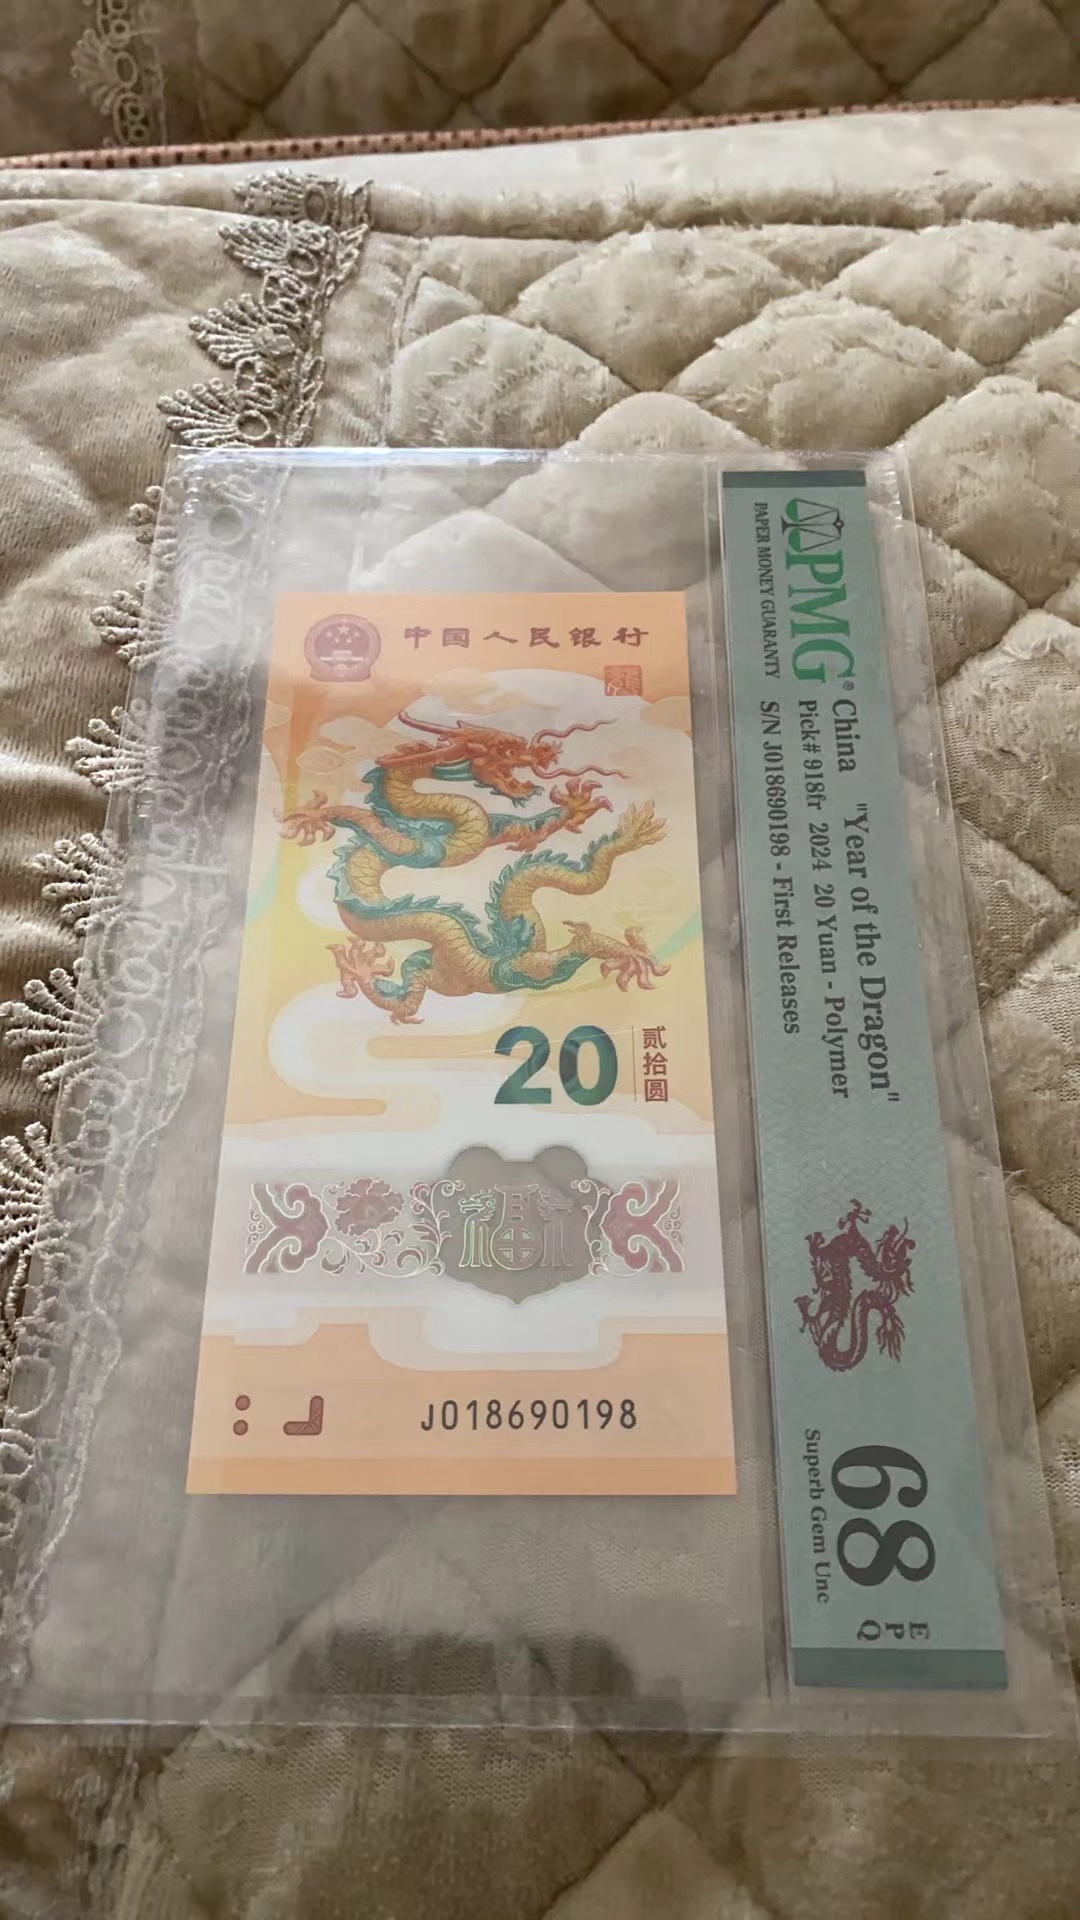 中国人民银行
20
贰拾圆
J018690198
PMG®
PAPER MONEY GUARANTY
China "Year of the Dragon"
Pick# 918fr 2024 20 Yuan - Polymer
S/N J018690198 - First Releases
68
EPQ
Superb Gem Unc